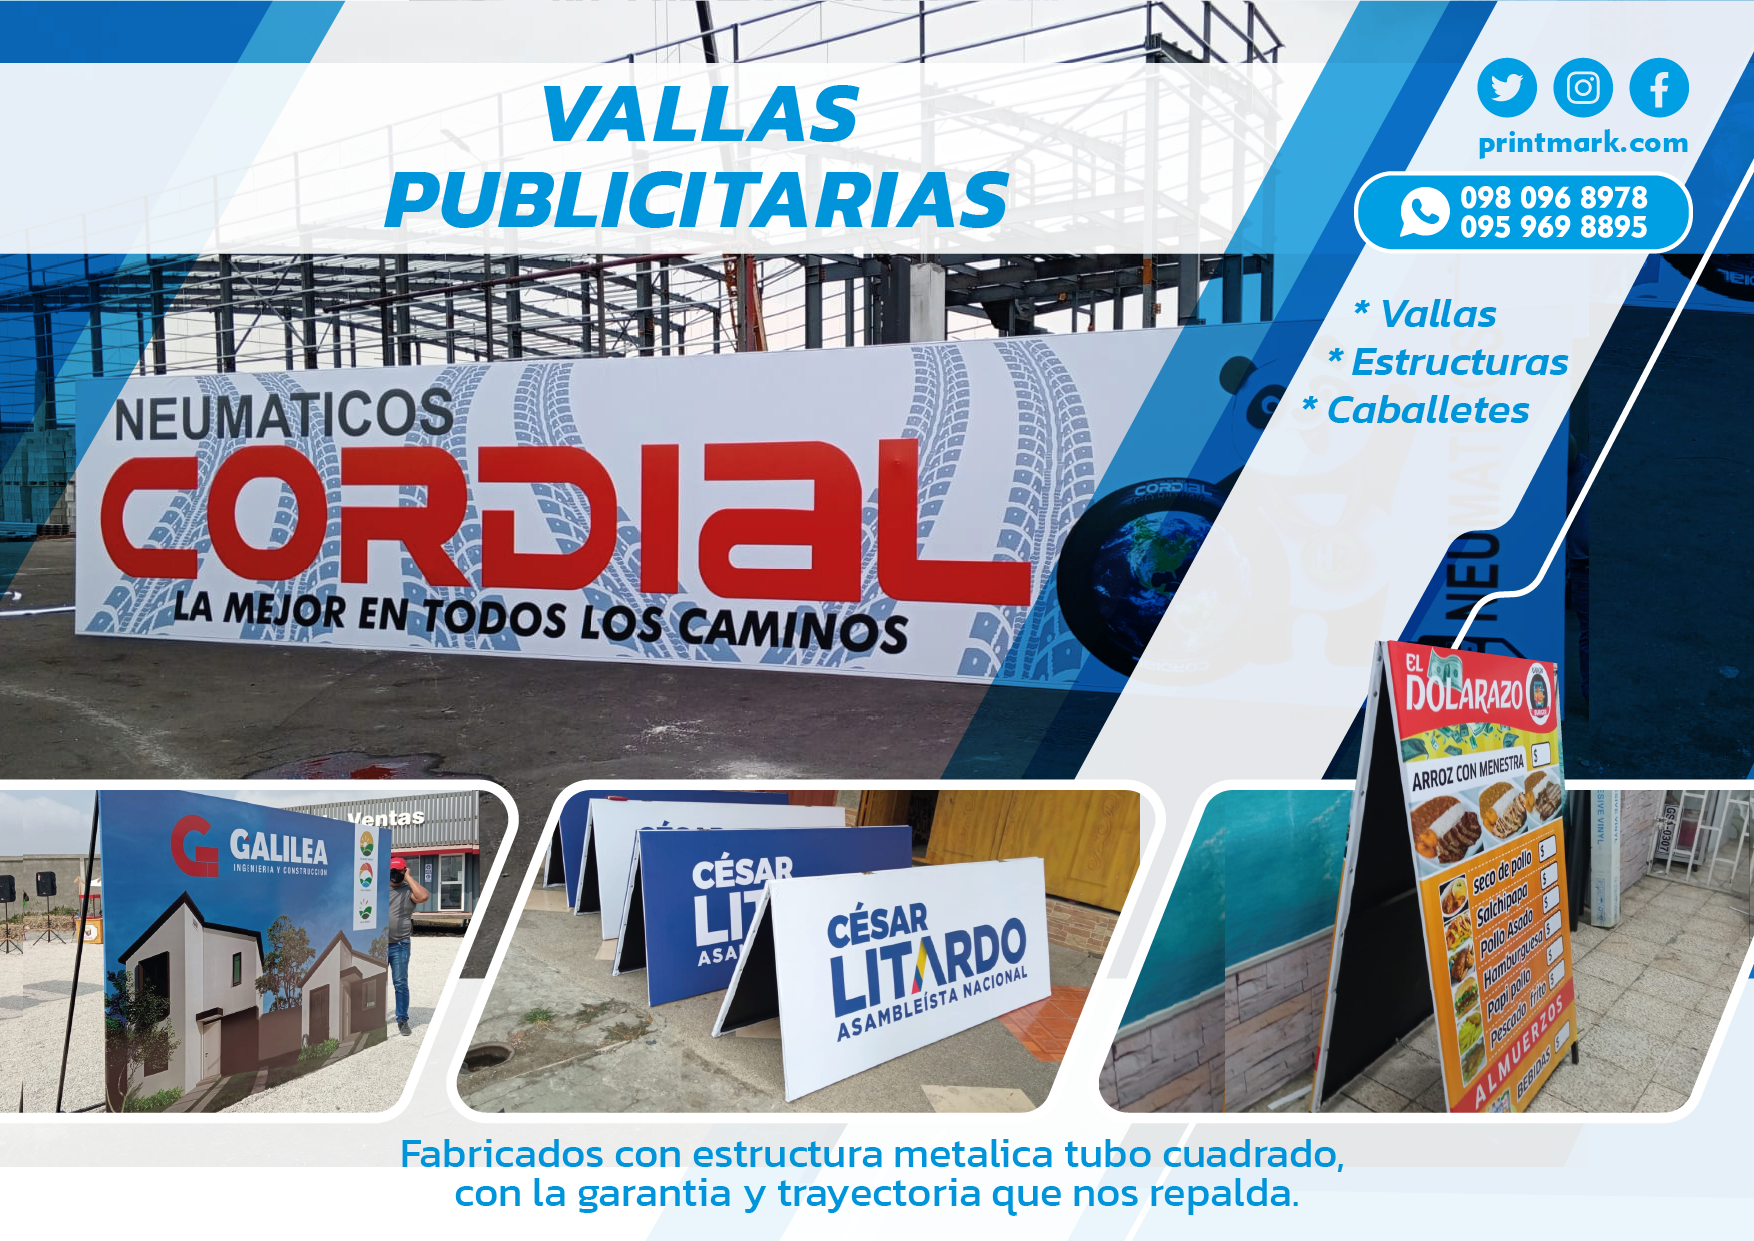 VALLAS
PUBLICITARIAS
printmark.com
098 096 8978
095 969 8895
* Vallas
* Estructuras
* Caballetes
NEUMATICOS
CORDIAL
LA MEJOR EN TODOS LOS CAMINOS
CORDIAL
EL
DOLARAZO
ARROZ CON MENESTRA $
seco de pollo $
Salchipapa $
Pollo Asado $
Hamburguesa $
Papi pollo $
Pescado frito $
ALMUERZOS
BEBIDAS $
Ventas
GALILEA
INGENIERIA Y CONSTRUCCION
CÉSAR
LIT
ASA
CÉSAR
LITARDO
ASAMBLEÍSTA NACIONAL
Fabricados con estructura metalica tubo cuadrado,
con la garantia y trayectoria que nos repalda.